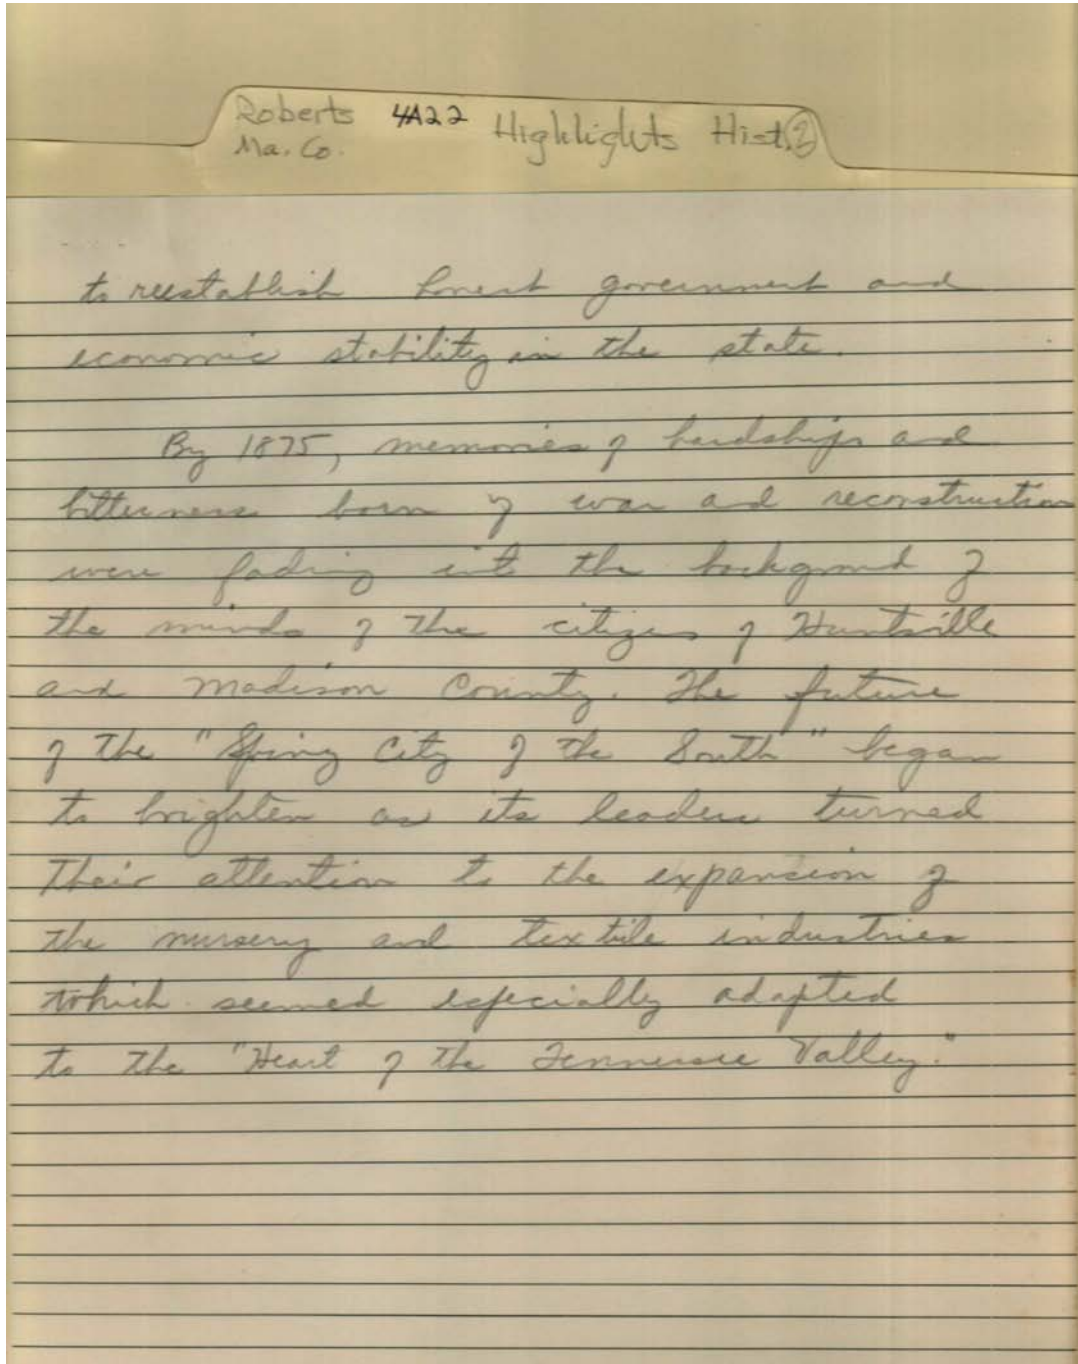 Roberts 4A22 Highlights Hist. 2
Ma. Co.
to reestablish honest government and
economic stability in the state.
By 1875, memories of hardships and
bitterness born of war and reconstruction
were fading into the background of
the minds of the citizens of Huntsville
and Madison County. The future
of the "Spring City of the South" began
to brighten as its leaders turned
their attention to the expansion of
the nursery and textile industries
which seemed especially adapted
to the "Heart of the Tennessee Valley."